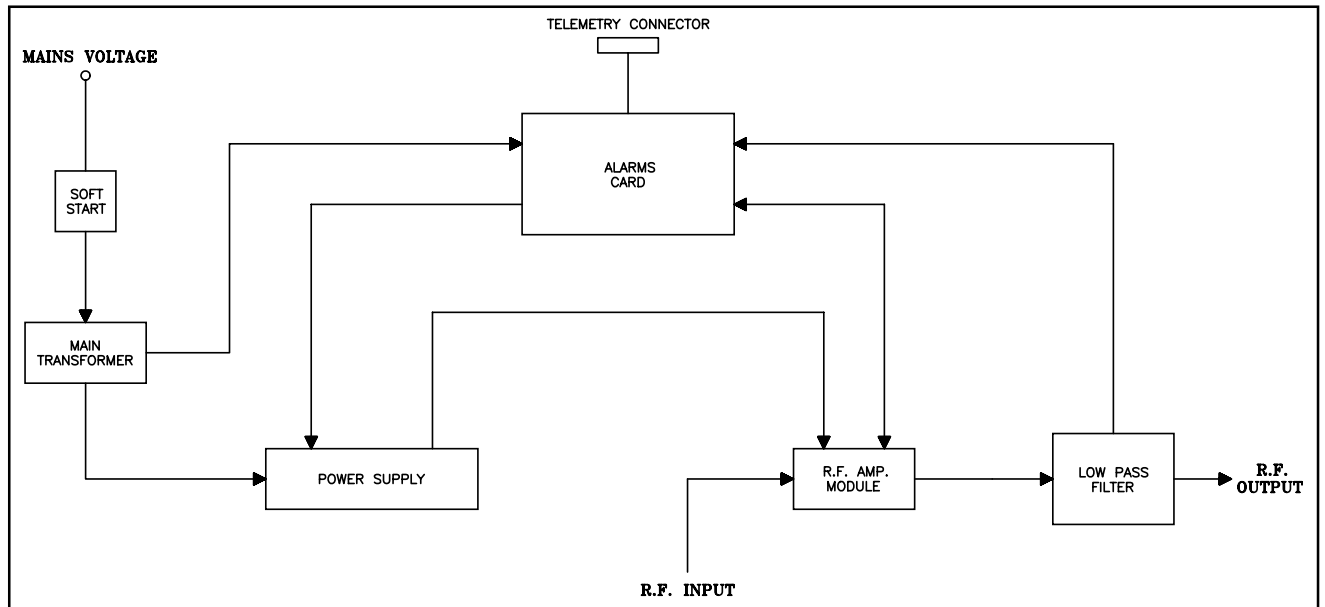 TELEMETRY CONNECTOR
MAINS VOLTAGE
ALARMS
CARD
SOFT
START
MAIN
TRANSFORMER
POWER SUPPLY
R.F. AMP.
MODULE
LOW PASS
FILTER
R.F.
OUTPUT
R.F. INPUT